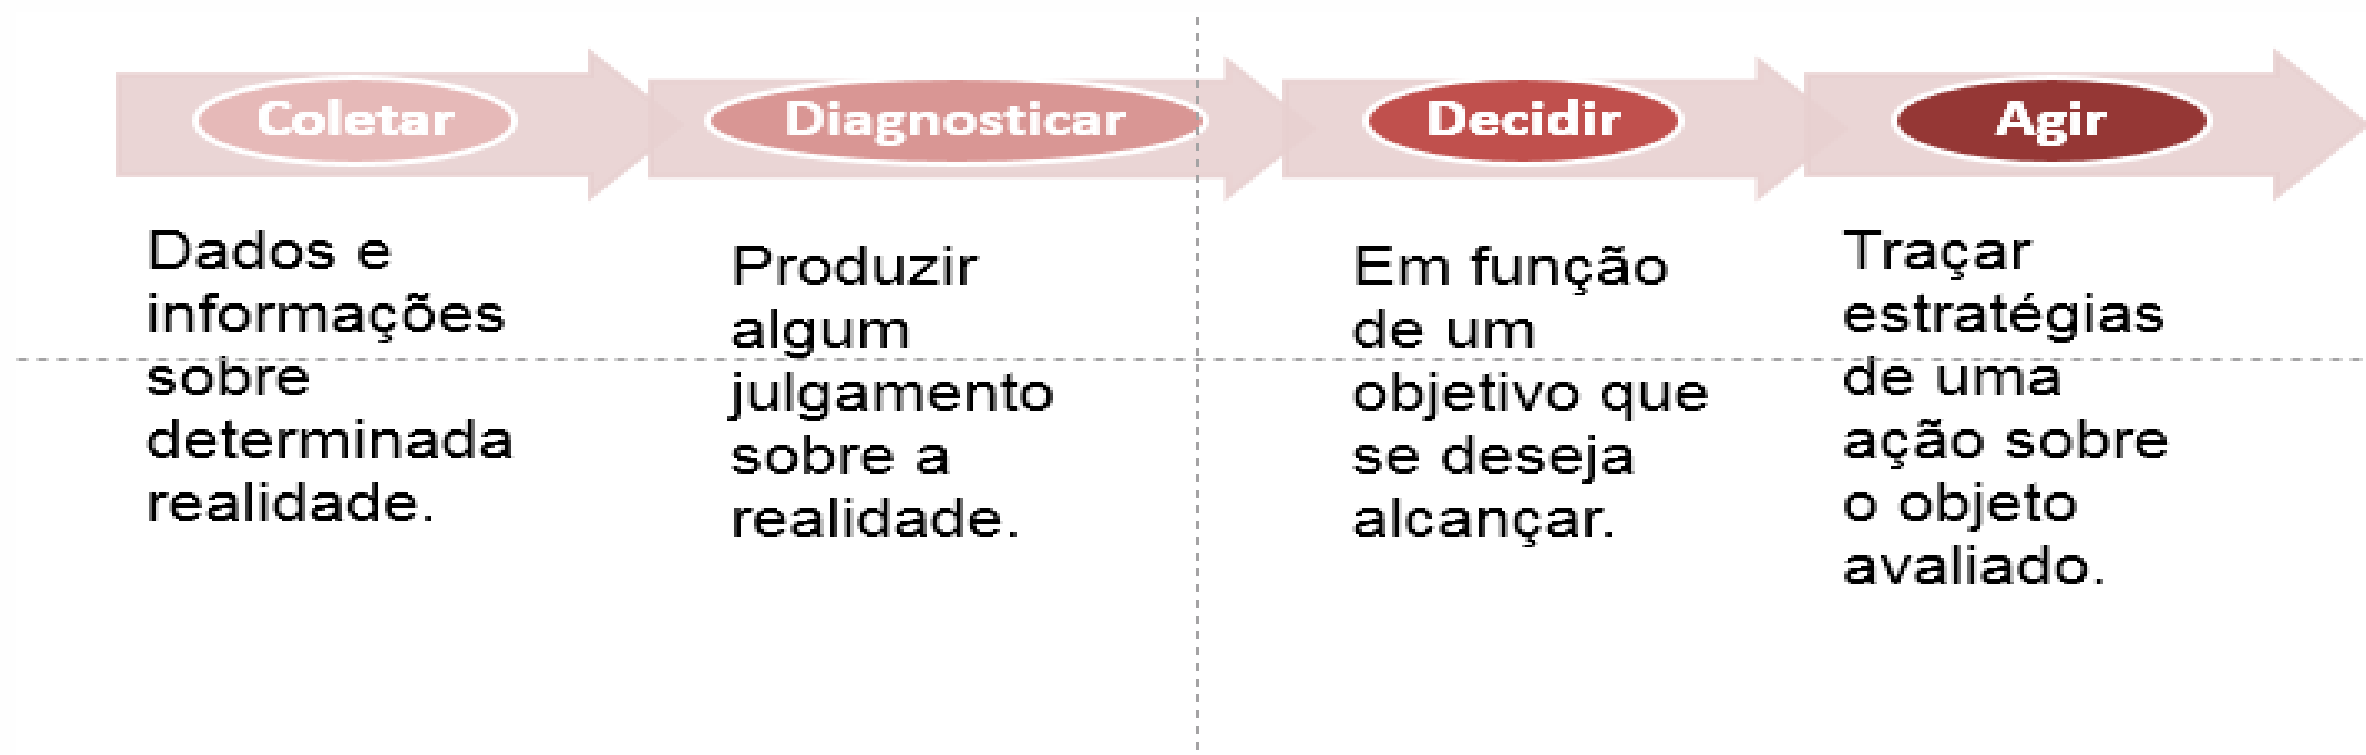 Coletar
Dados e
informações
sobre
determinada
realidade.
Diagnosticar
Produzir
algum
julgamento
sobre a
realidade.
Decidir
Em função
de um
objetivo que
se deseja
alcançar.
Agir
Traçar
estratégias
de uma
ação sobre
o objeto
avaliado.